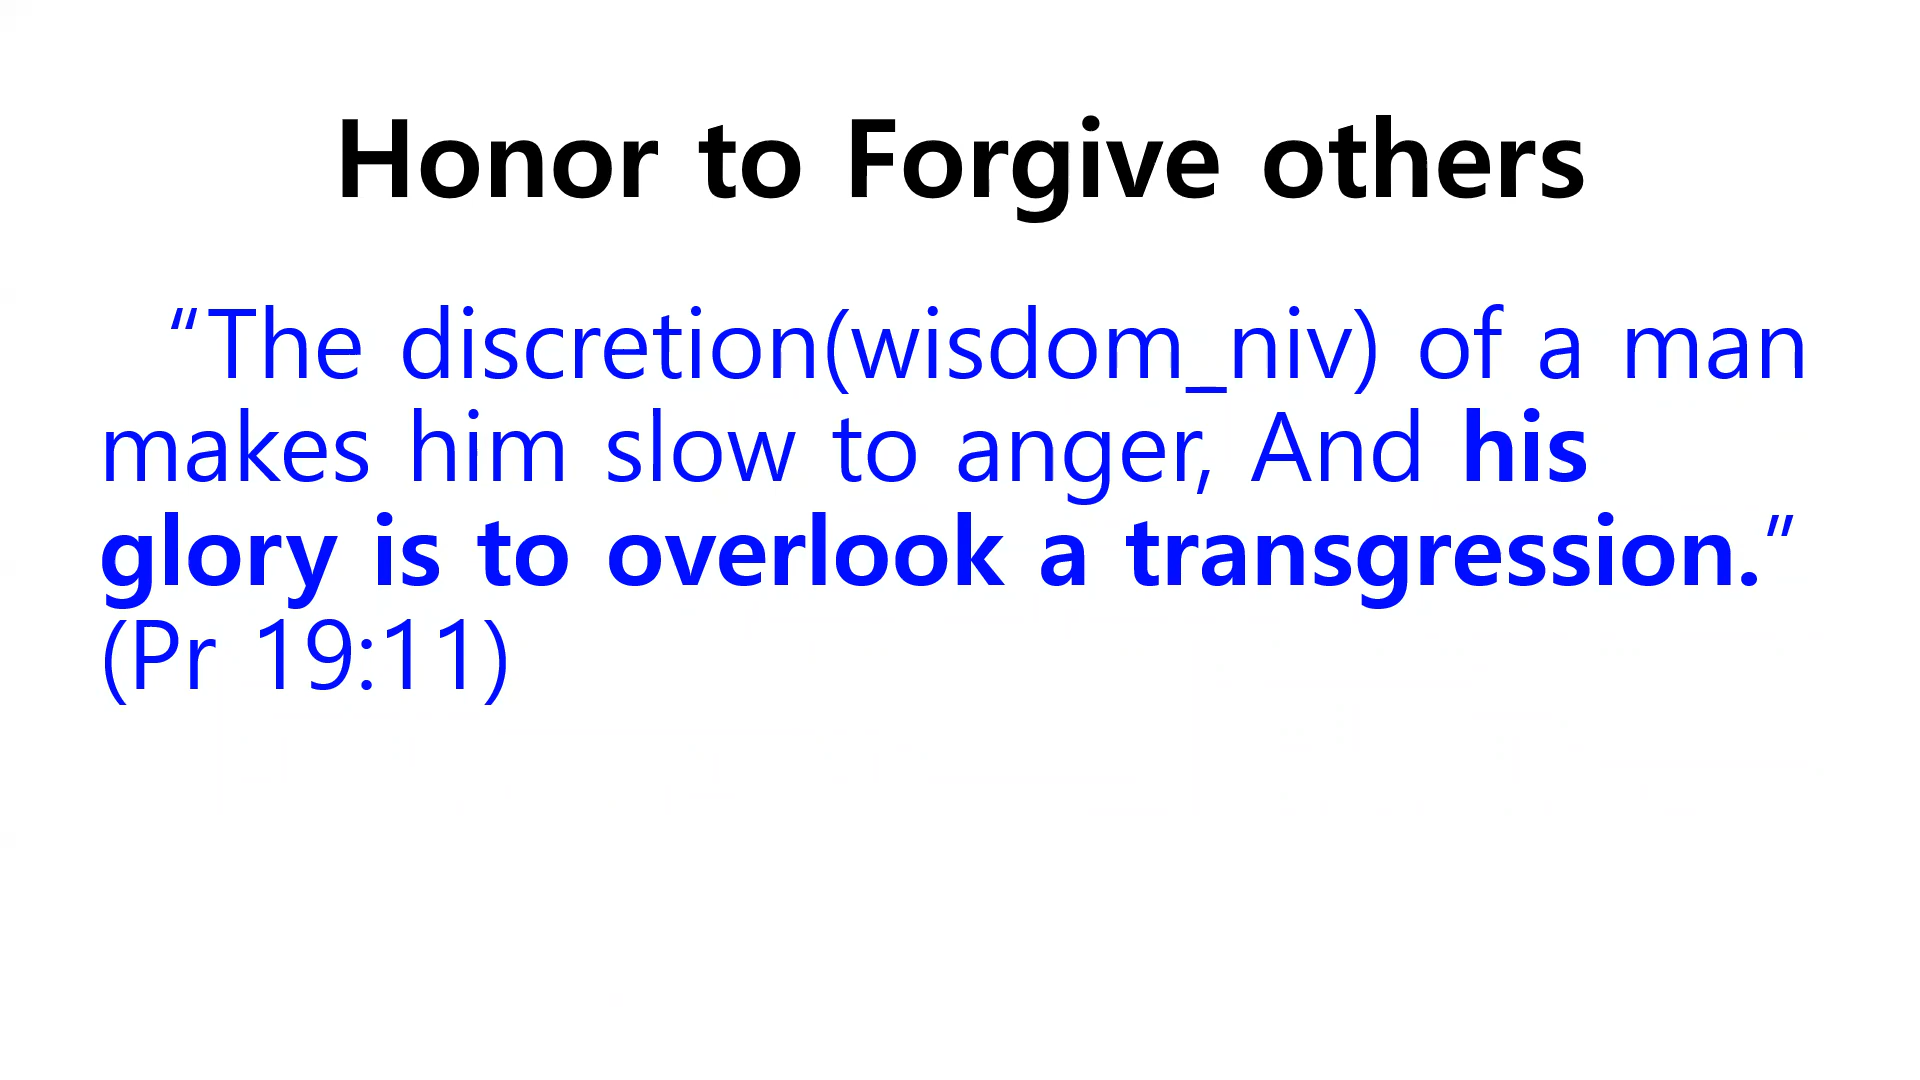 Honor to Forgive others
“The discretion(wisdom_niv) of a man
makes him slow to anger, And his
glory is to overlook a transgression.”
(Pr 19:11)